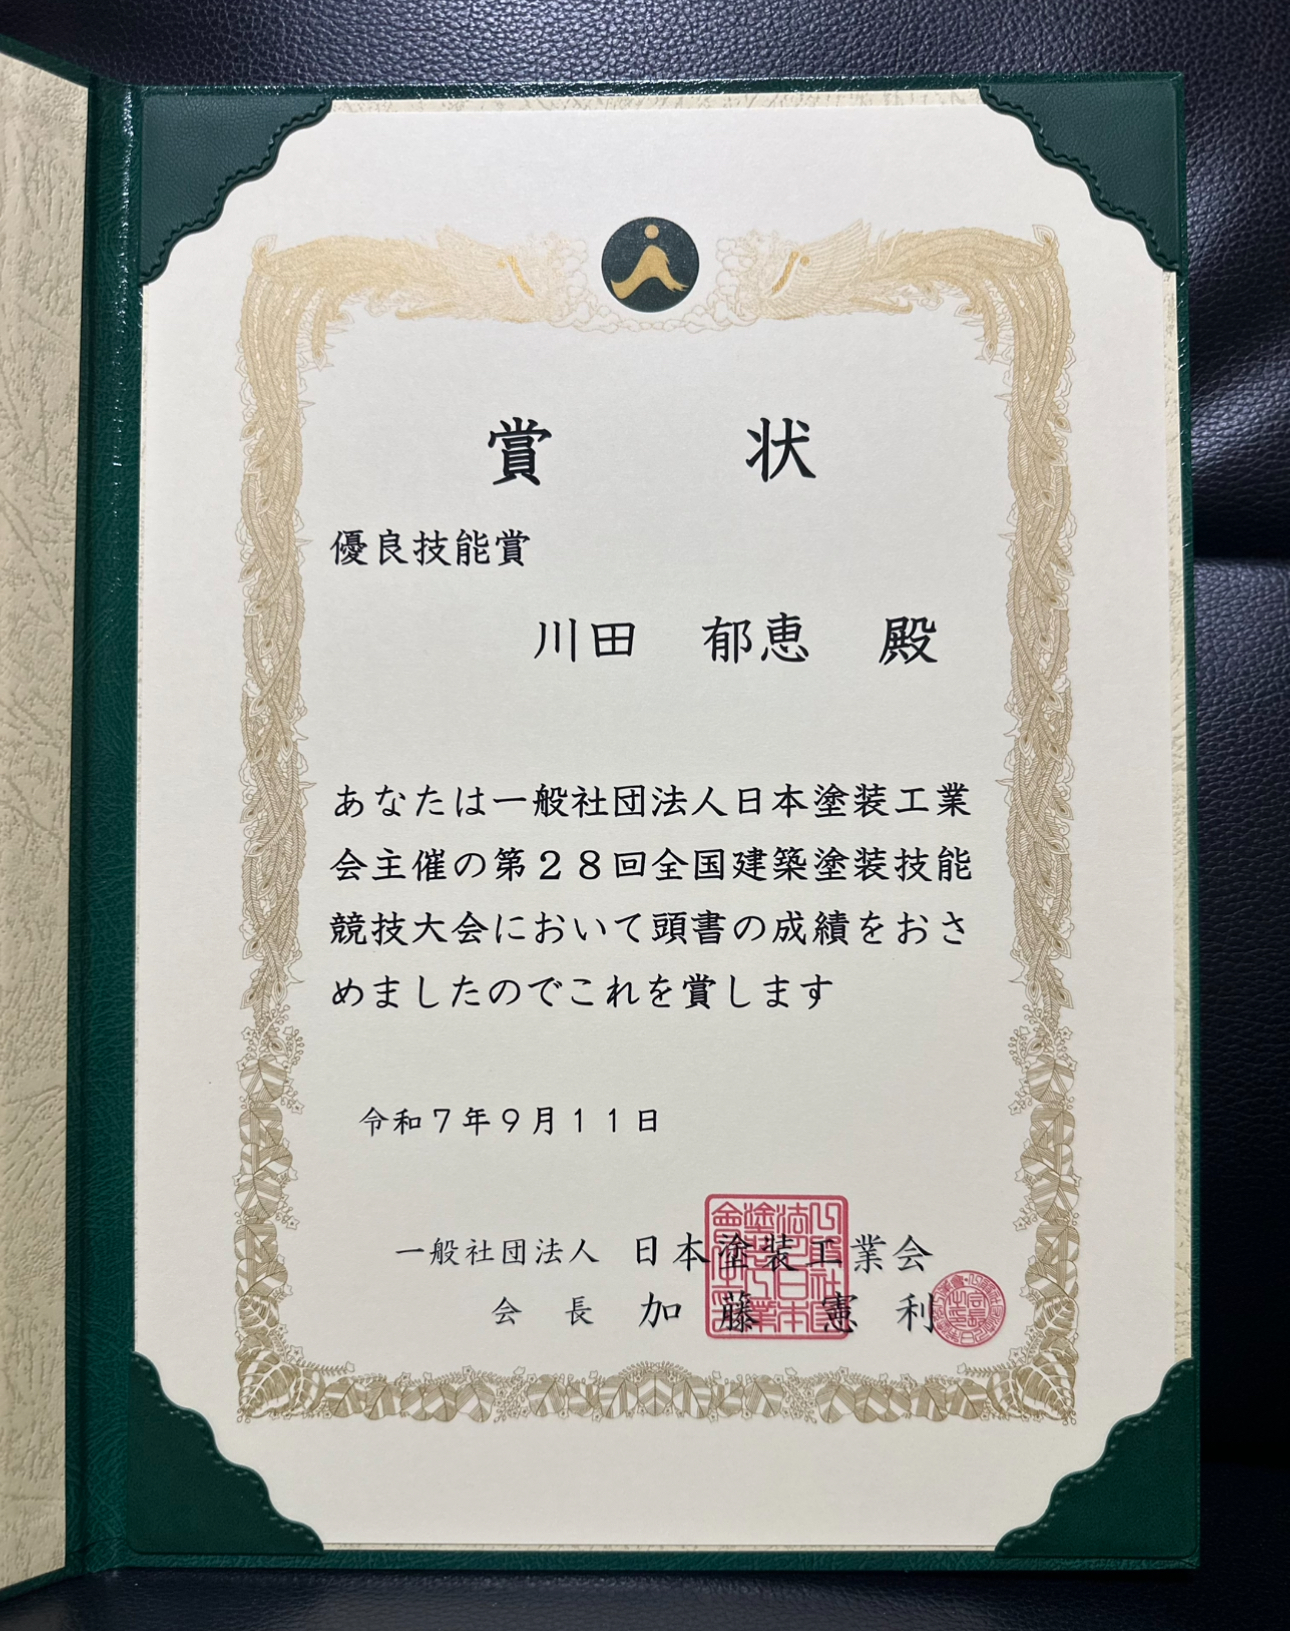 賞 状
優良技能賞
川田 郁恵 殿
あなたは一般社団法人日本塗装工業
会主催の第２８回全国建築塗装技能
競技大会において頭書の成績をおさ
めましたのでこれを賞します
令和７年９月１１日
一般社団法人 日本塗装工業会
会 長 加 藤 憲 利